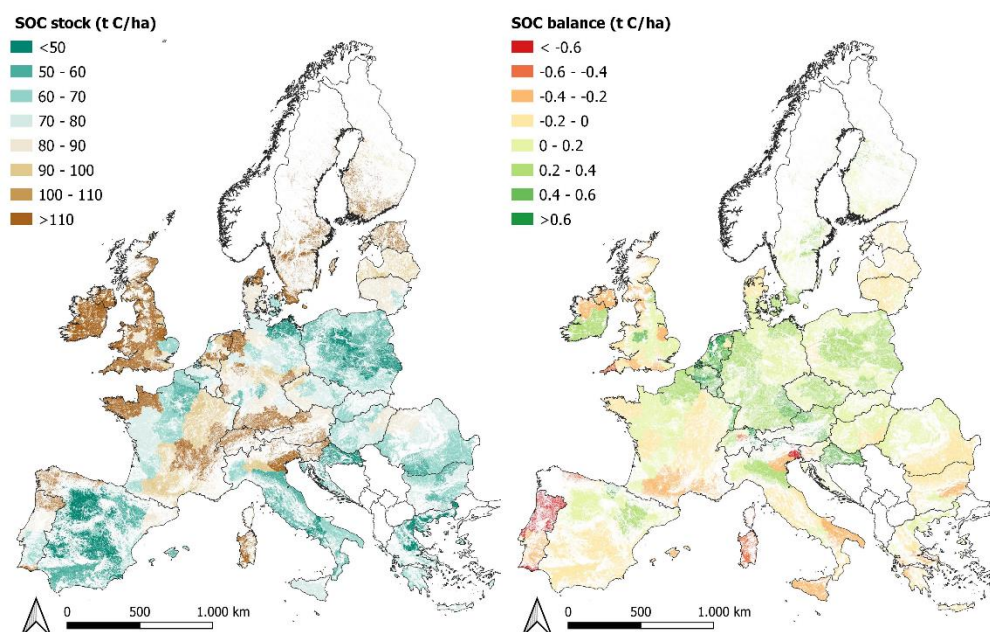 SOC stock (t C/ha)
<50
50 - 60
60 - 70
70 - 80
80 - 90
90 - 100
100 - 110
>110
0 500 1.000 km
SOC balance (t C/ha)
< -0.6
-0.6 - -0.4
-0.4 - -0.2
-0.2 - 0
0 - 0.2
0.2 - 0.4
0.4 - 0.6
>0.6
0 500 1.000 km